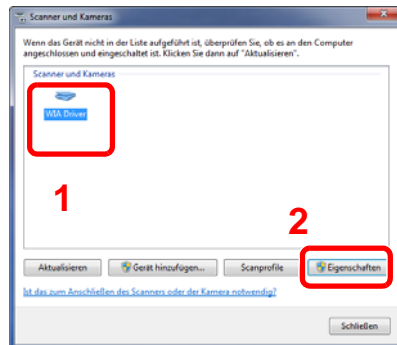 Scanner und Kameras
Wenn das Gerät nicht in der Liste aufgeführt ist, überprüfen Sie, ob es an den Computer
angeschlossen und eingeschaltet ist. Klicken Sie dann auf "Aktualisieren".
Scanner und Kameras
WIA Driver
1
2
Aktualisieren Gerät hinzufügen... Scanprofile Eigenschaften
Ist das zum Anschließen des Scanners oder der Kamera notwendig?
Schließen